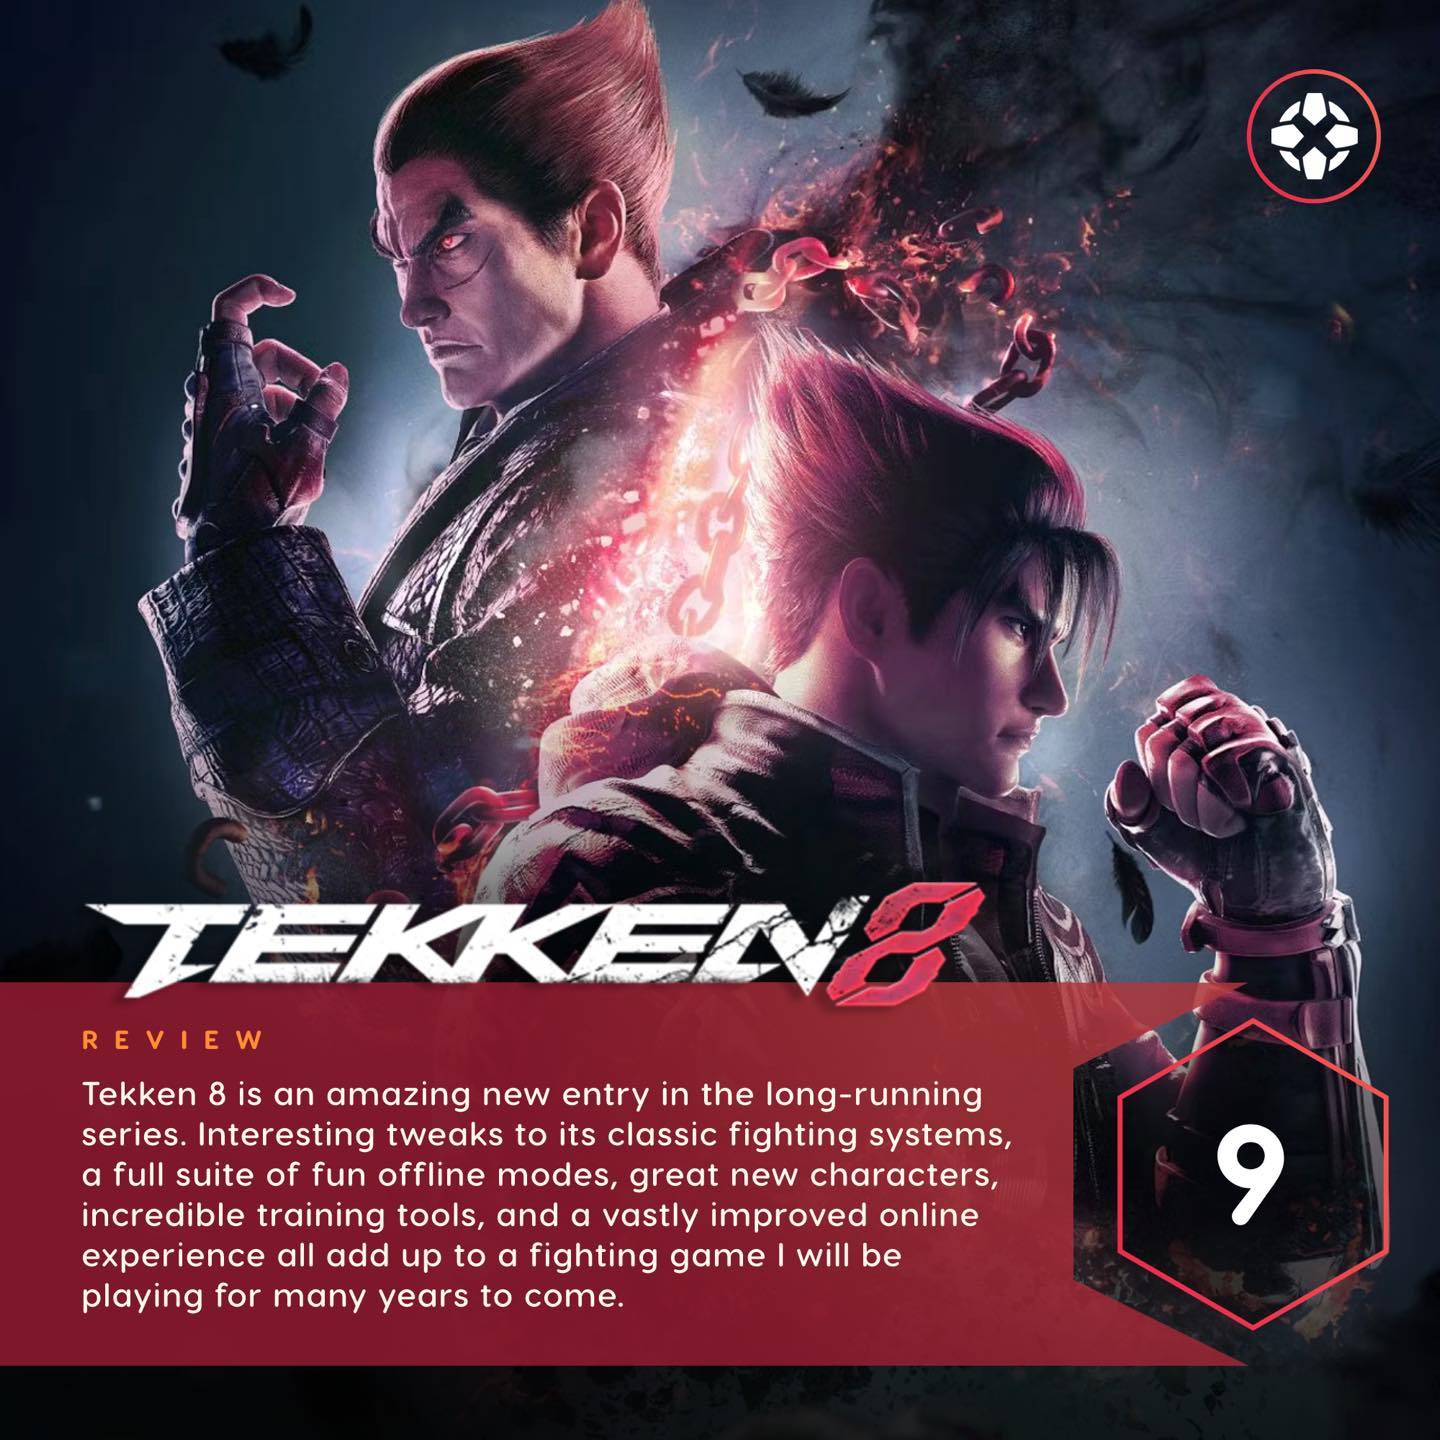 TEKKEN 8
REVIEW
Tekken 8 is an amazing new entry in the long-running
series. Interesting tweaks to its classic fighting systems,
a full suite of fun offline modes, great new characters,
incredible training tools, and a vastly improved online
experience all add up to a fighting game I will be
playing for many years to come.
9